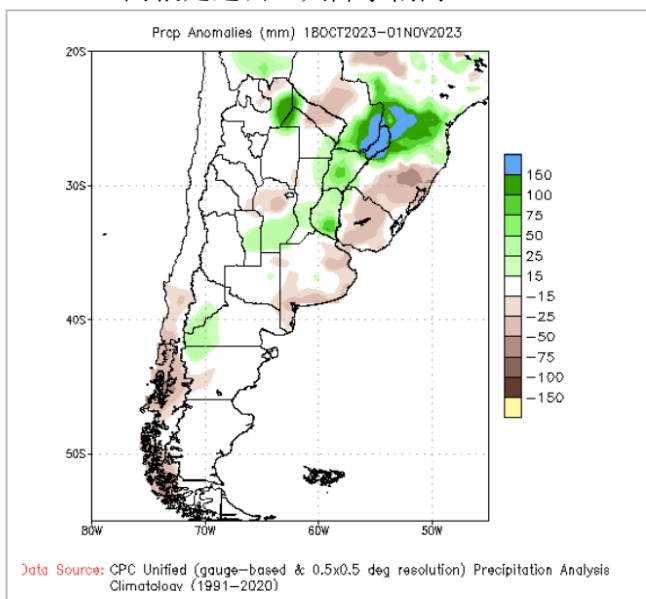 Prcp Anomalies (mm) 18OCT2023-01NOV2023
20S
30S
40S
50S
80W
70W
60W
50W
150
100
75
50
25
15
-15
-25
-50
-75
-100
-150
Data Source: CPC Unified (gauge-based & 0.5x0.5 deg resolution) Precipitation Analysis
Climatology (1991-2020)